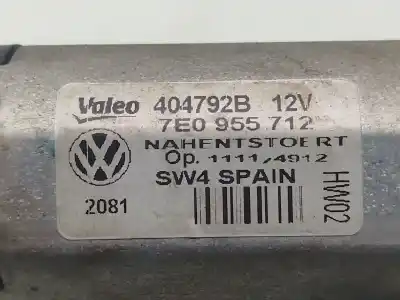 Valeo 404792B 12V
7E0 955 712
NAHENTSTOERT
Op. 1111/4912
SW4 SPAIN
2081
HW02